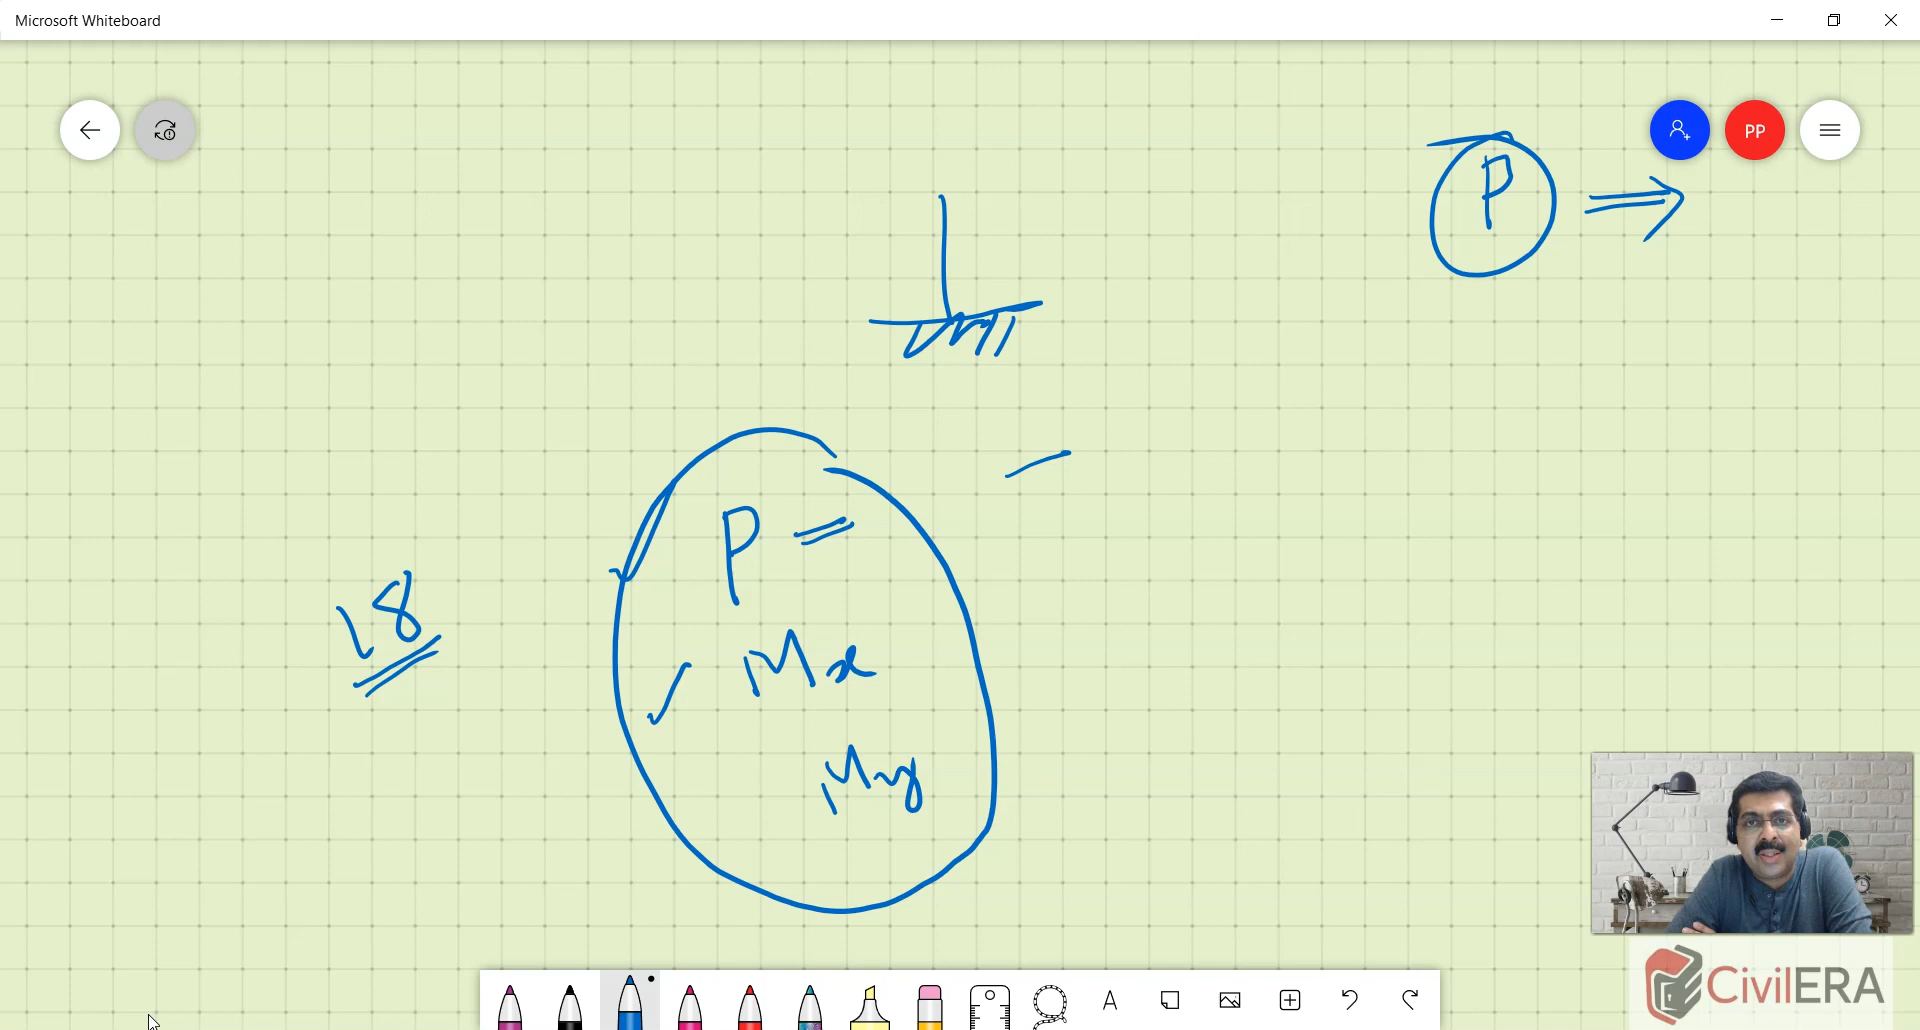 Microsoft Whiteboard
PP
P ⇒
P =
18
Mx
My
A
CivilERA